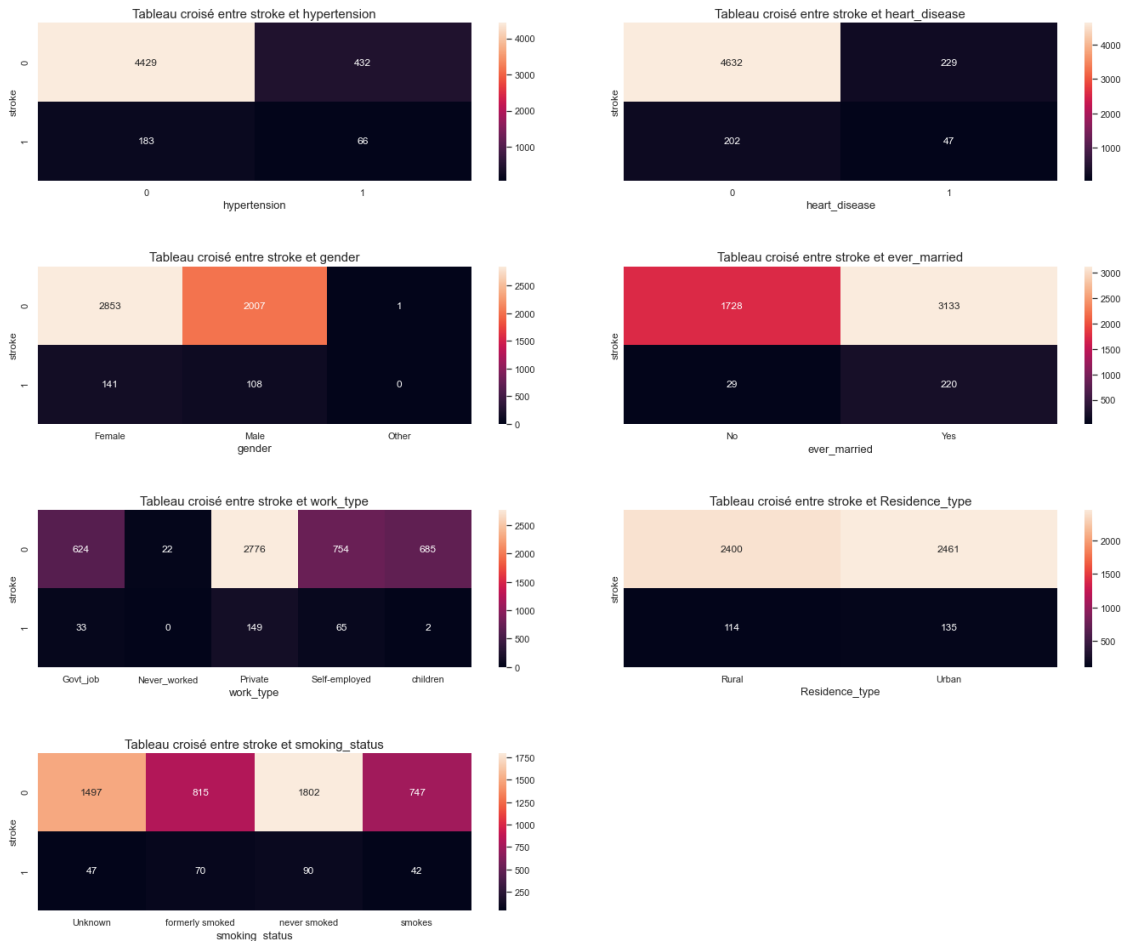 Tableau croisé entre stroke et hypertension
4000
3000
2000
1000
0
1
stroke
4429
432
183
66
0
1
hypertension
Tableau croisé entre stroke et heart_disease
4000
3000
2000
1000
stroke
4632
229
202
47
0
1
heart_disease
Tableau croisé entre stroke et gender
2500
2000
1500
1000
500
0
0
1
stroke
2853
2007
1
141
108
0
Female
Male
Other
gender
Tableau croisé entre stroke et ever_married
3000
2500
2000
1500
1000
500
stroke
1728
3133
29
220
No
Yes
ever_married
Tableau croisé entre stroke et work_type
2500
2000
1500
1000
500
0
0
1
stroke
624
22
2776
754
685
33
0
149
65
2
Govt_job
Never_worked
Private
Self-employed
children
work_type
Tableau croisé entre stroke et Residence_type
2000
1500
1000
500
stroke
2400
2461
114
135
Rural
Urban
Residence_type
Tableau croisé entre stroke et smoking_status
1750
1500
1250
1000
750
500
250
0
1
stroke
1497
815
1802
747
47
70
90
42
Unknown
formerly smoked
never smoked
smokes
smoking_status